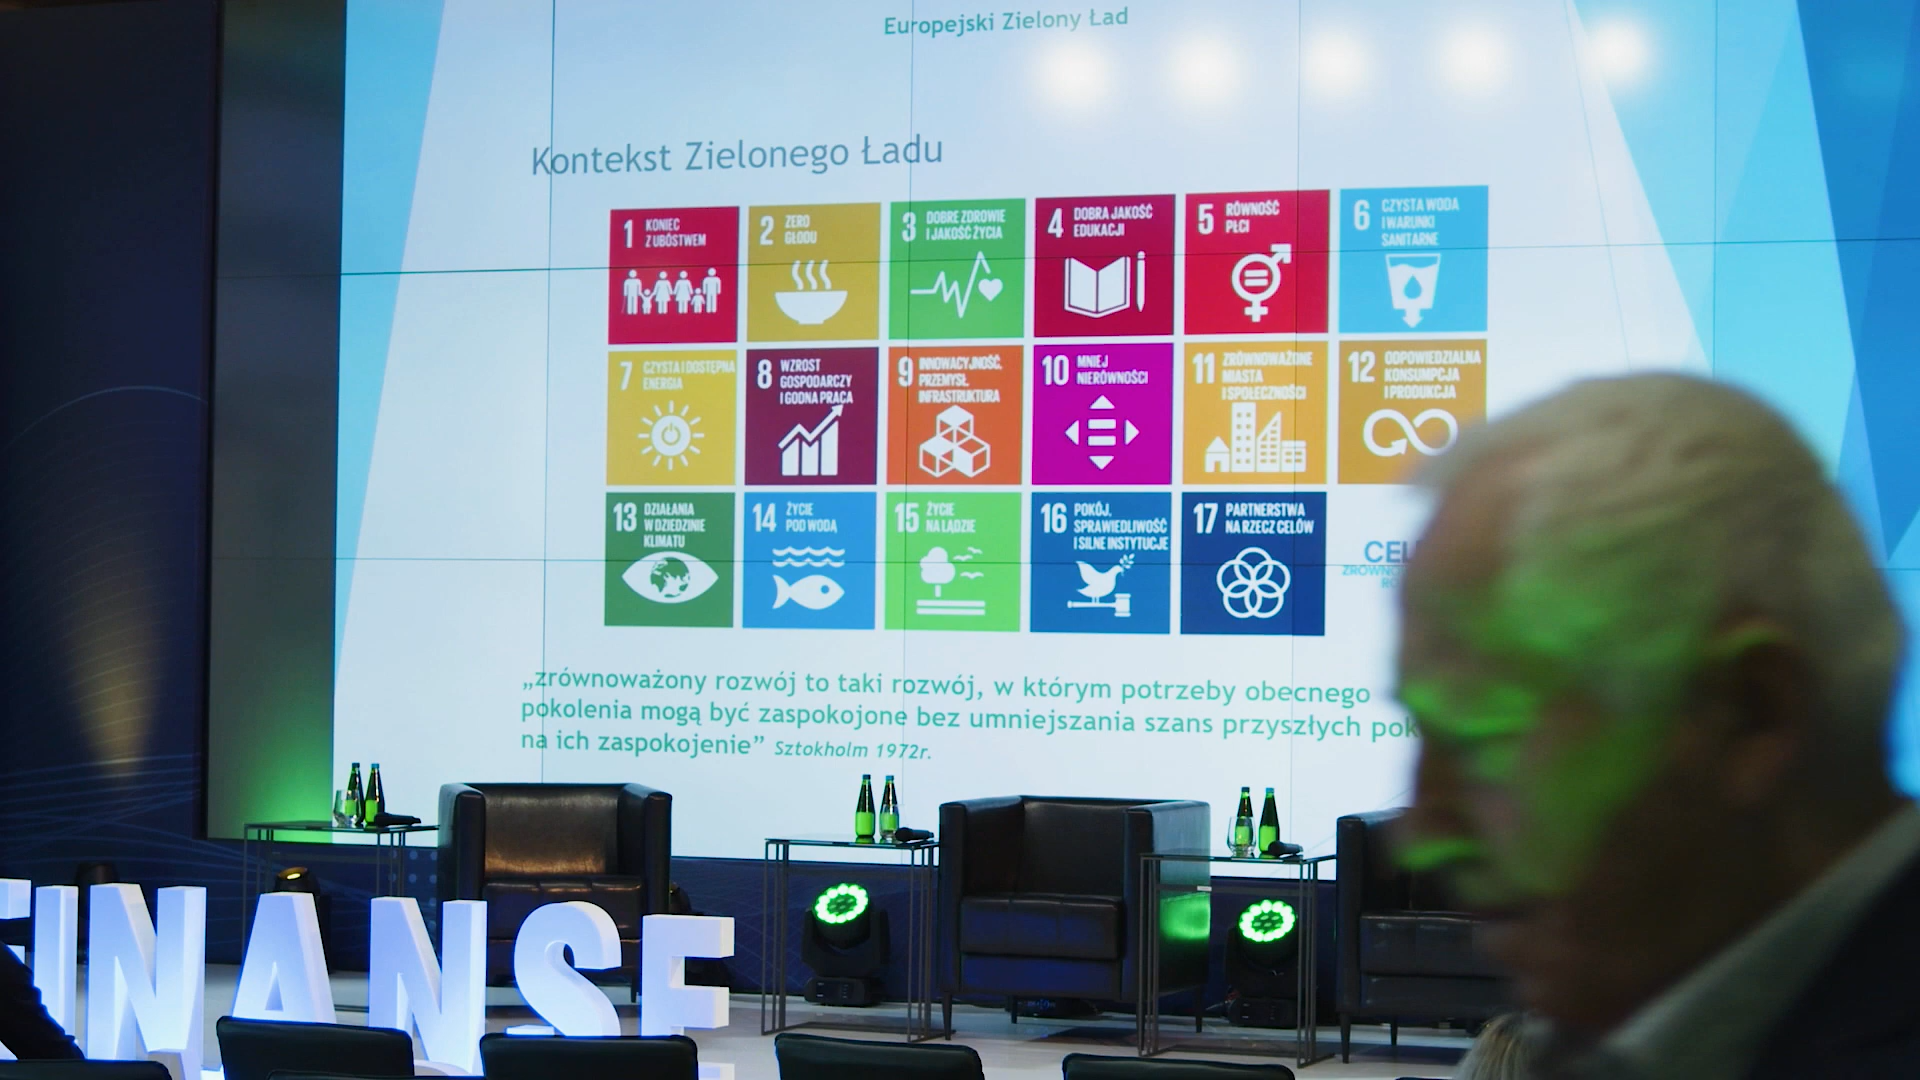 Europejski Zielony Ład
Kontekst Zielonego Ładu
1 KONIEC
Z UBÓSTWEM
2 ZERO
GŁODU
3 DOBRE ZDROWIE
I JAKOŚĆ ŻYCIA
4 DOBRA JAKOŚĆ
EDUKACJI
5 RÓWNOŚĆ
PŁCI
6 CZYSTA WODA
I WARUNKI
SANITARNE
7 CZYSTA I DOSTĘPNA
ENERGIA
8 WZROST
GOSPODARCZY
I GODNA PRACA
9 INNOWACYJNOŚĆ,
PRZEMYSŁ,
INFRASTRUKTURA
10 MNIEJ
NIERÓWNOŚCI
11 ZRÓWNOWAŻONE
MIASTA
I SPOŁECZNOŚCI
12 ODPOWIEDZIALNA
KONSUMPCJA
I PRODUKCJA
13 DZIAŁANIA
W DZIEDZINIE
KLIMATU
14 ŻYCIE
POD WODĄ
15 ŻYCIE
NA LĄDZIE
16 POKÓJ,
SPRAWIEDLIWOŚĆ
I SILNE INSTYTUCJE
17 PARTNERSTWA
NA RZECZ CELÓW
„zrównoważony rozwój to taki rozwój, w którym potrzeby obecnego
pokolenia mogą być zaspokojone bez umniejszania szans przyszłych pok
na ich zaspokojenie” Sztokholm 1972r.
FINANSE